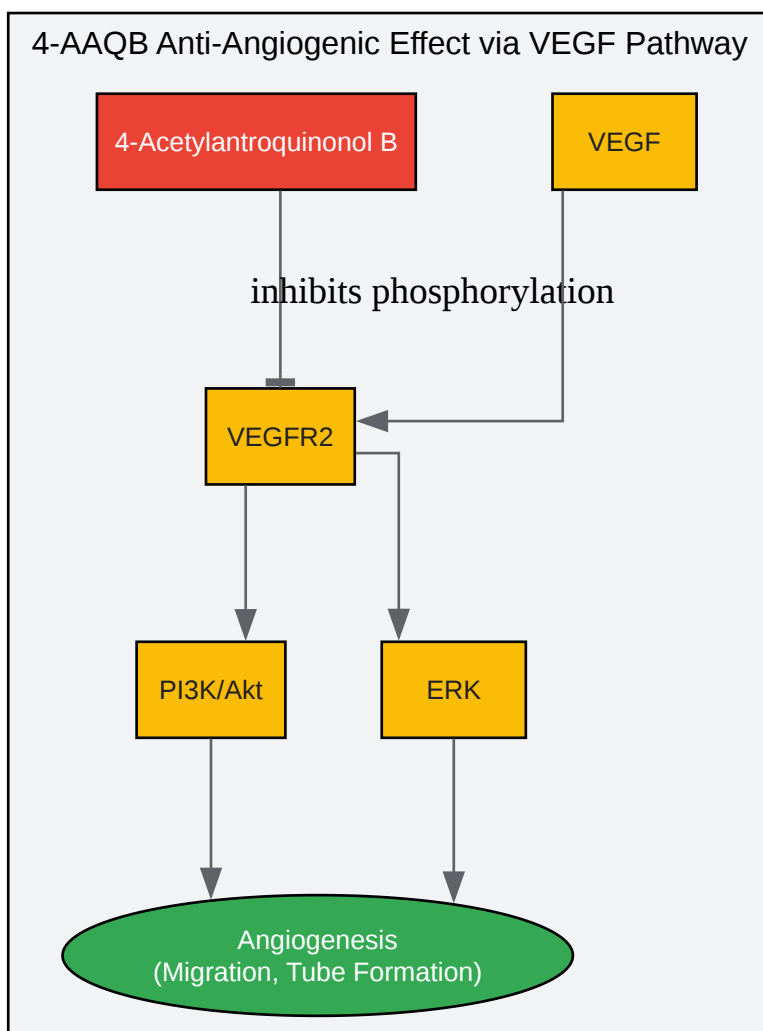 4-AAQB Anti-Angiogenic Effect via VEGF Pathway
4-Acetylantroquinonol B
VEGF
inhibits phosphorylation
VEGFR2
PI3K/Akt
ERK
Angiogenesis
(Migration, Tube Formation)